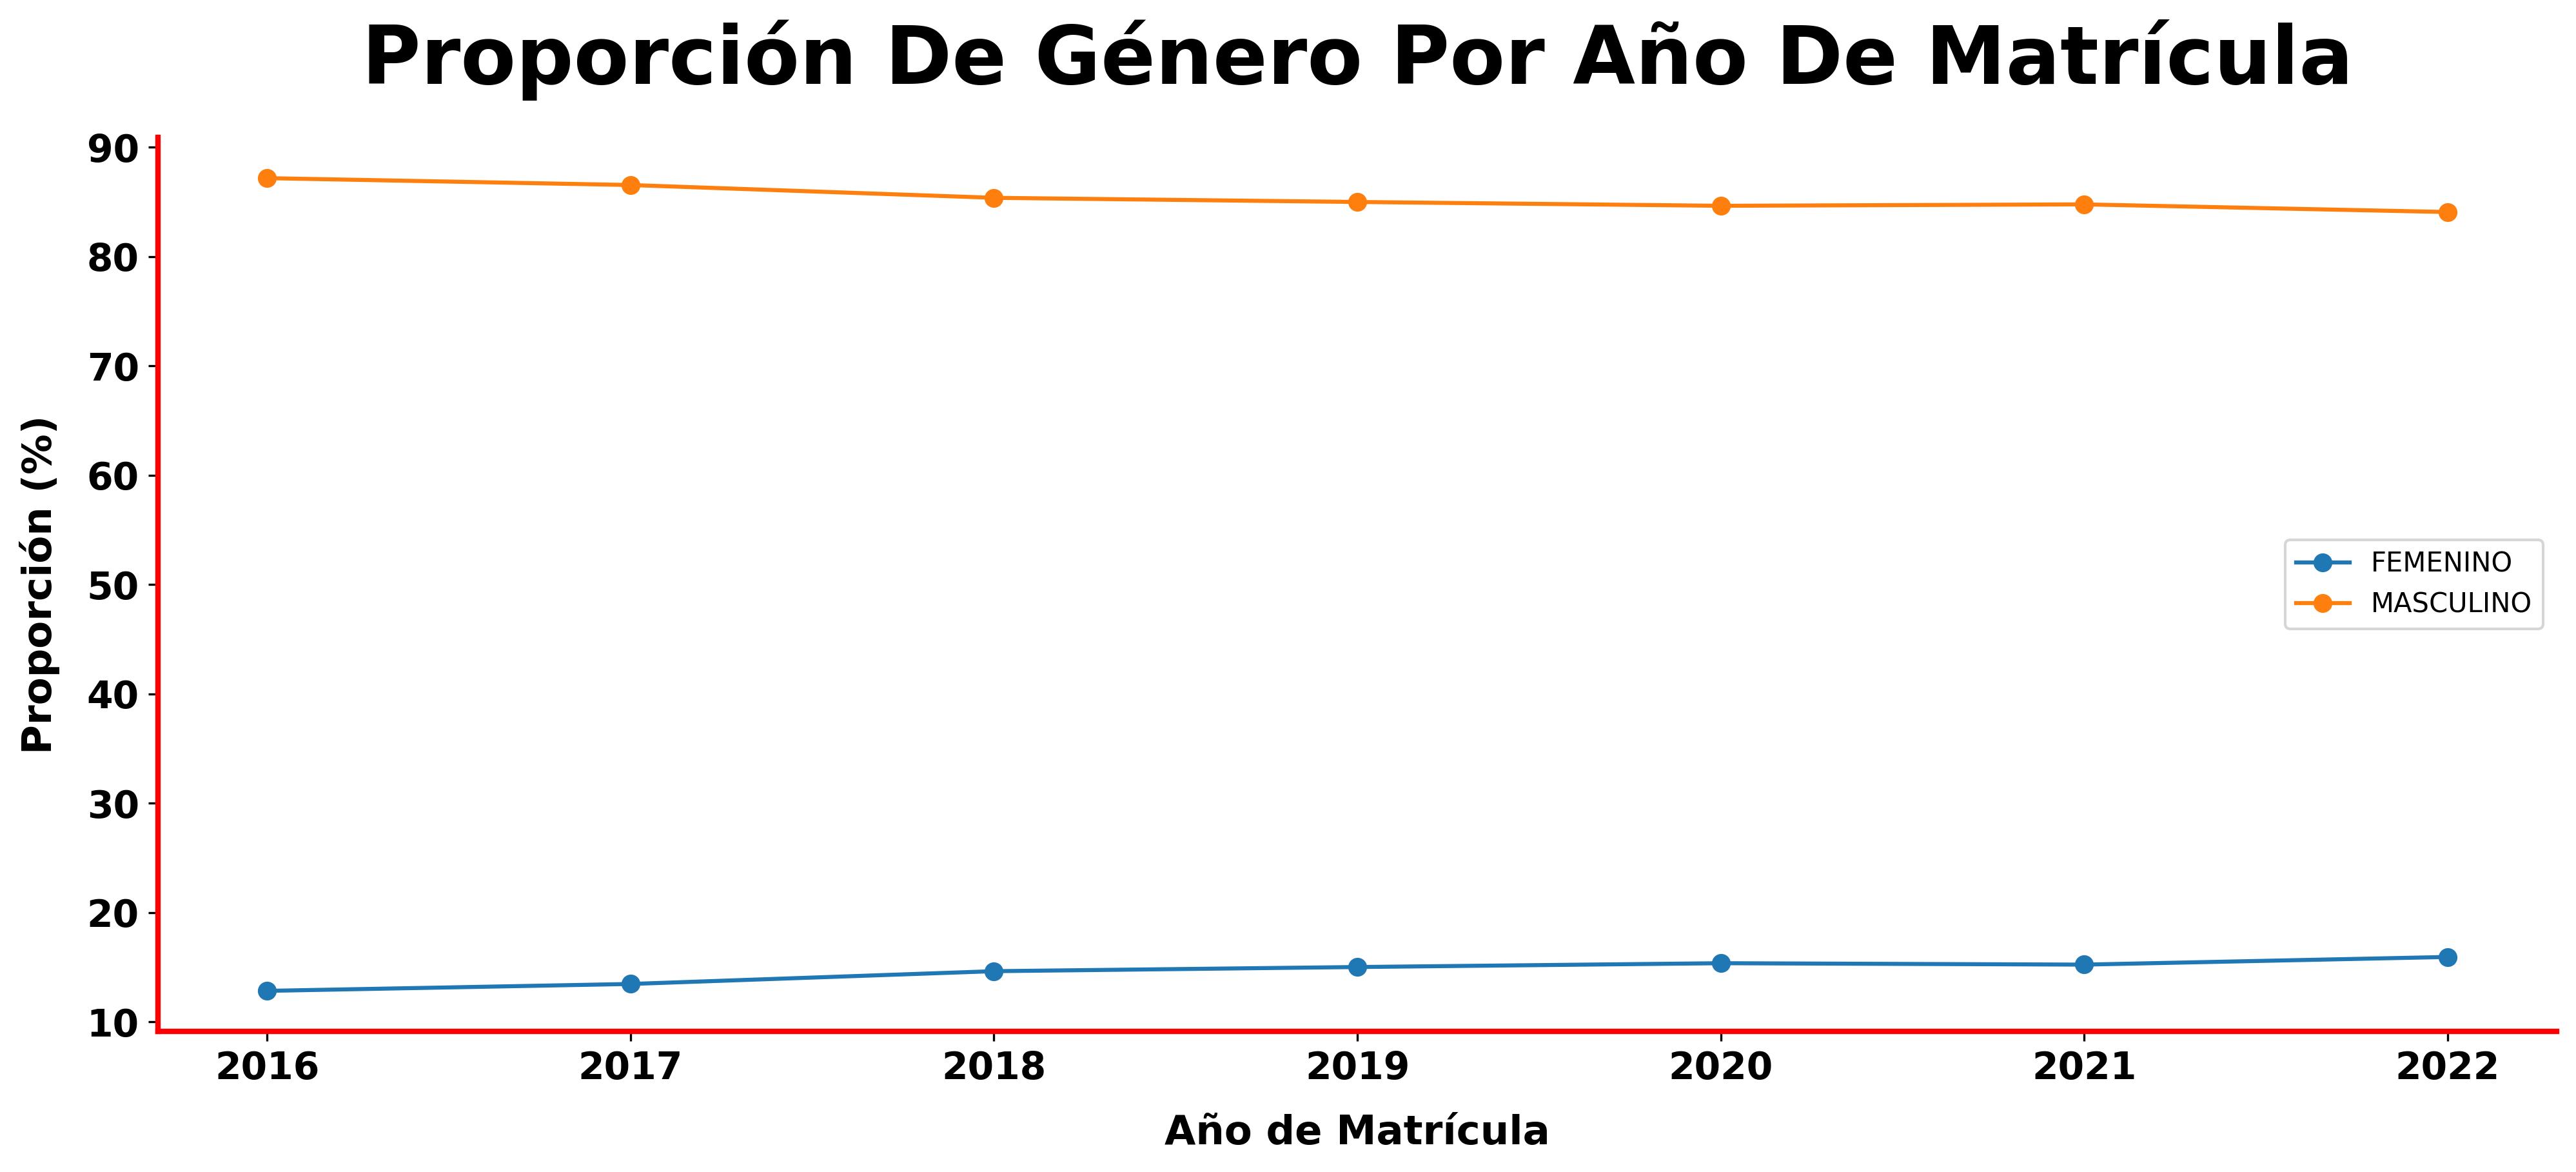 Proporción De Género Por Año De Matrícula
Proporción (%)
90
80
70
60
50
40
30
20
10
FEMENINO
MASCULINO
2016 2017 2018 2019 2020 2021 2022
Año de Matrícula